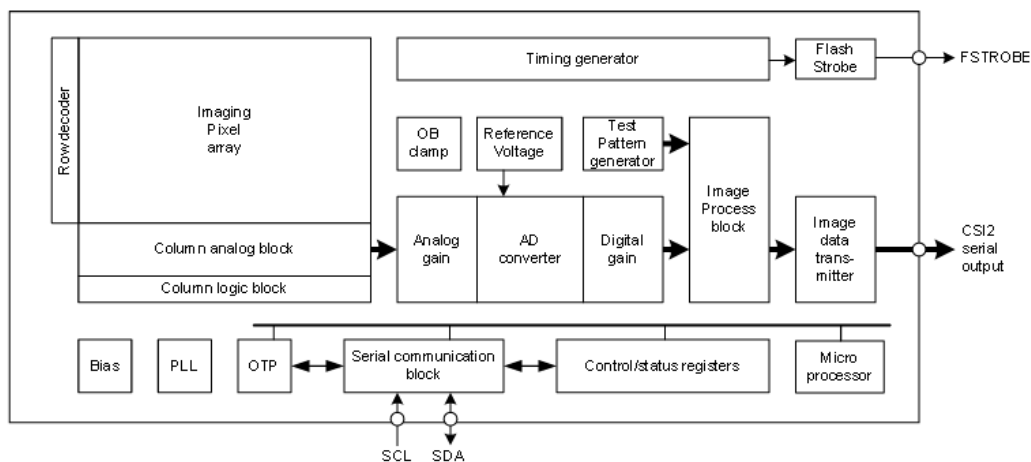 Row decoder
Imaging
Pixel
array
Column analog block
Column logic block
Timing generator
Flash
Strobe
FSTROBE
OB
clamp
Reference
Voltage
Test
Pattern
generator
Analog
gain
AD
converter
Digital
gain
Image
Process
block
Image
data
trans-
mitter
CSI2
serial
output
Bias
PLL
OTP
Serial communication
block
Control/status registers
Micro
processor
SCL
SDA